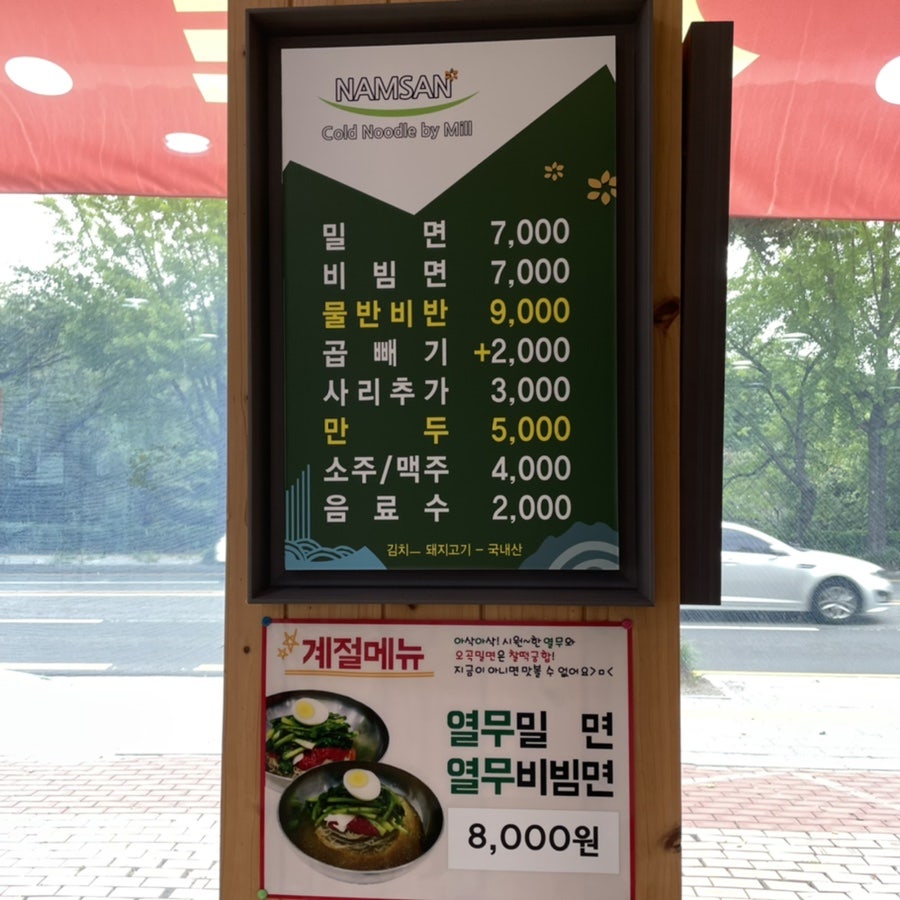 NAMSAN
Cold Noodle by Mill
밀 면 7,000
비 빔 면 7,000
물반비반 9,000
곱 빼 기 +2,000
사리추가 3,000
만 두 5,000
소주/맥주 4,000
음 료 수 2,000
김치ㅡ 돼지고기 - 국내산
계절메뉴
아삭아삭! 시원~한 열무와
오곡밀면은 찰떡궁합!
지금이 아니면 맛볼 수 없어요>ㅁ<
열무밀 면
열무비빔면
8,000원